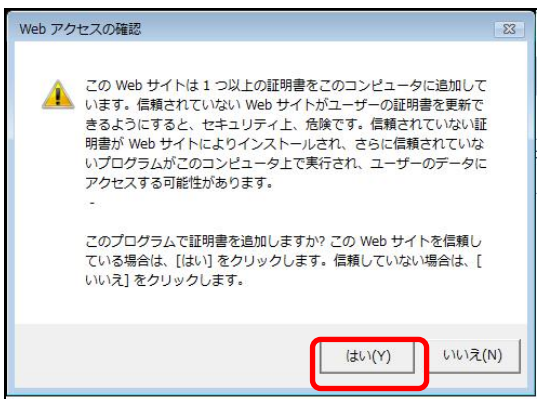 Web アクセスの確認
この Web サイトは 1 つ以上の証明書をこのコンピュータに追加して
います。信頼されていない Web サイトがユーザーの証明書を更新で
きるようにすると、セキュリティ上、危険です。信頼されていない証
明書が Web サイトによりインストールされ、さらに信頼されていな
いプログラムがこのコンピュータ上で実行され、ユーザーのデータに
アクセスする可能性があります。
-
このプログラムで証明書を追加しますか? この Web サイトを信頼し
ている場合は、[はい] をクリックします。信頼していない場合は、[
いいえ] をクリックします。
はい(Y) いいえ(N)